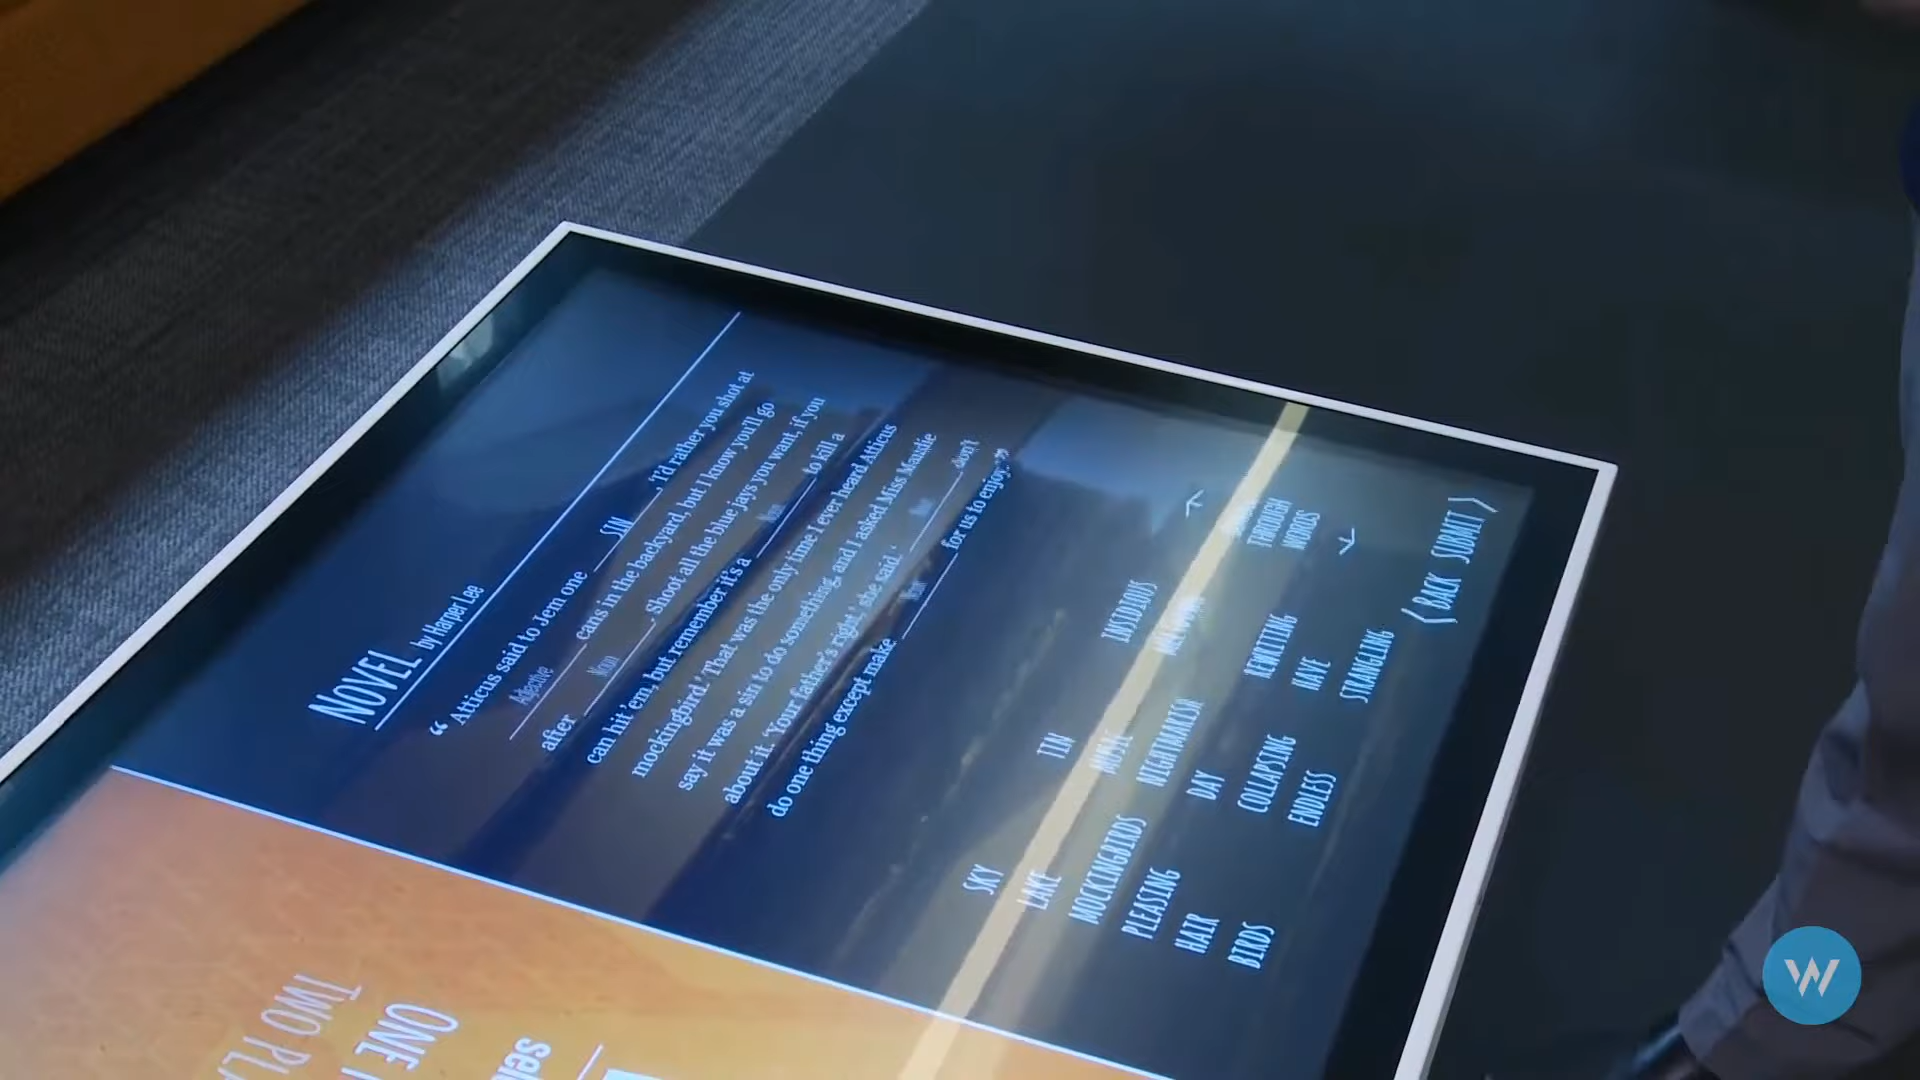 NOVEL by Harper Lee
“ Atticus said to Jem one SIN, 'I'd rather you shot at
Adjective cans in the backyard, but I know you'll go
after Noun. Shoot all the blue jays you want, if you
can hit 'em, but remember it's a Noun to kill a
mockingbird.' That was the only time I ever heard Atticus
say it was a sin to do something, and I asked Miss Maudie
about it. 'Your father's right,' she said. ' don't
do one thing except make for us to enjoy. ”
SKY TIN INSIDIOUS
LAKE MUSIC
MOCKINGBIRDS NIGHTMARISH
PLEASING DAY REWRITING
HAIR COLLAPSING HAVE
BIRDS ENDLESS STRANGLING
THROUGH
WORDS
BACK SUBMIT
ONE
TWO
W